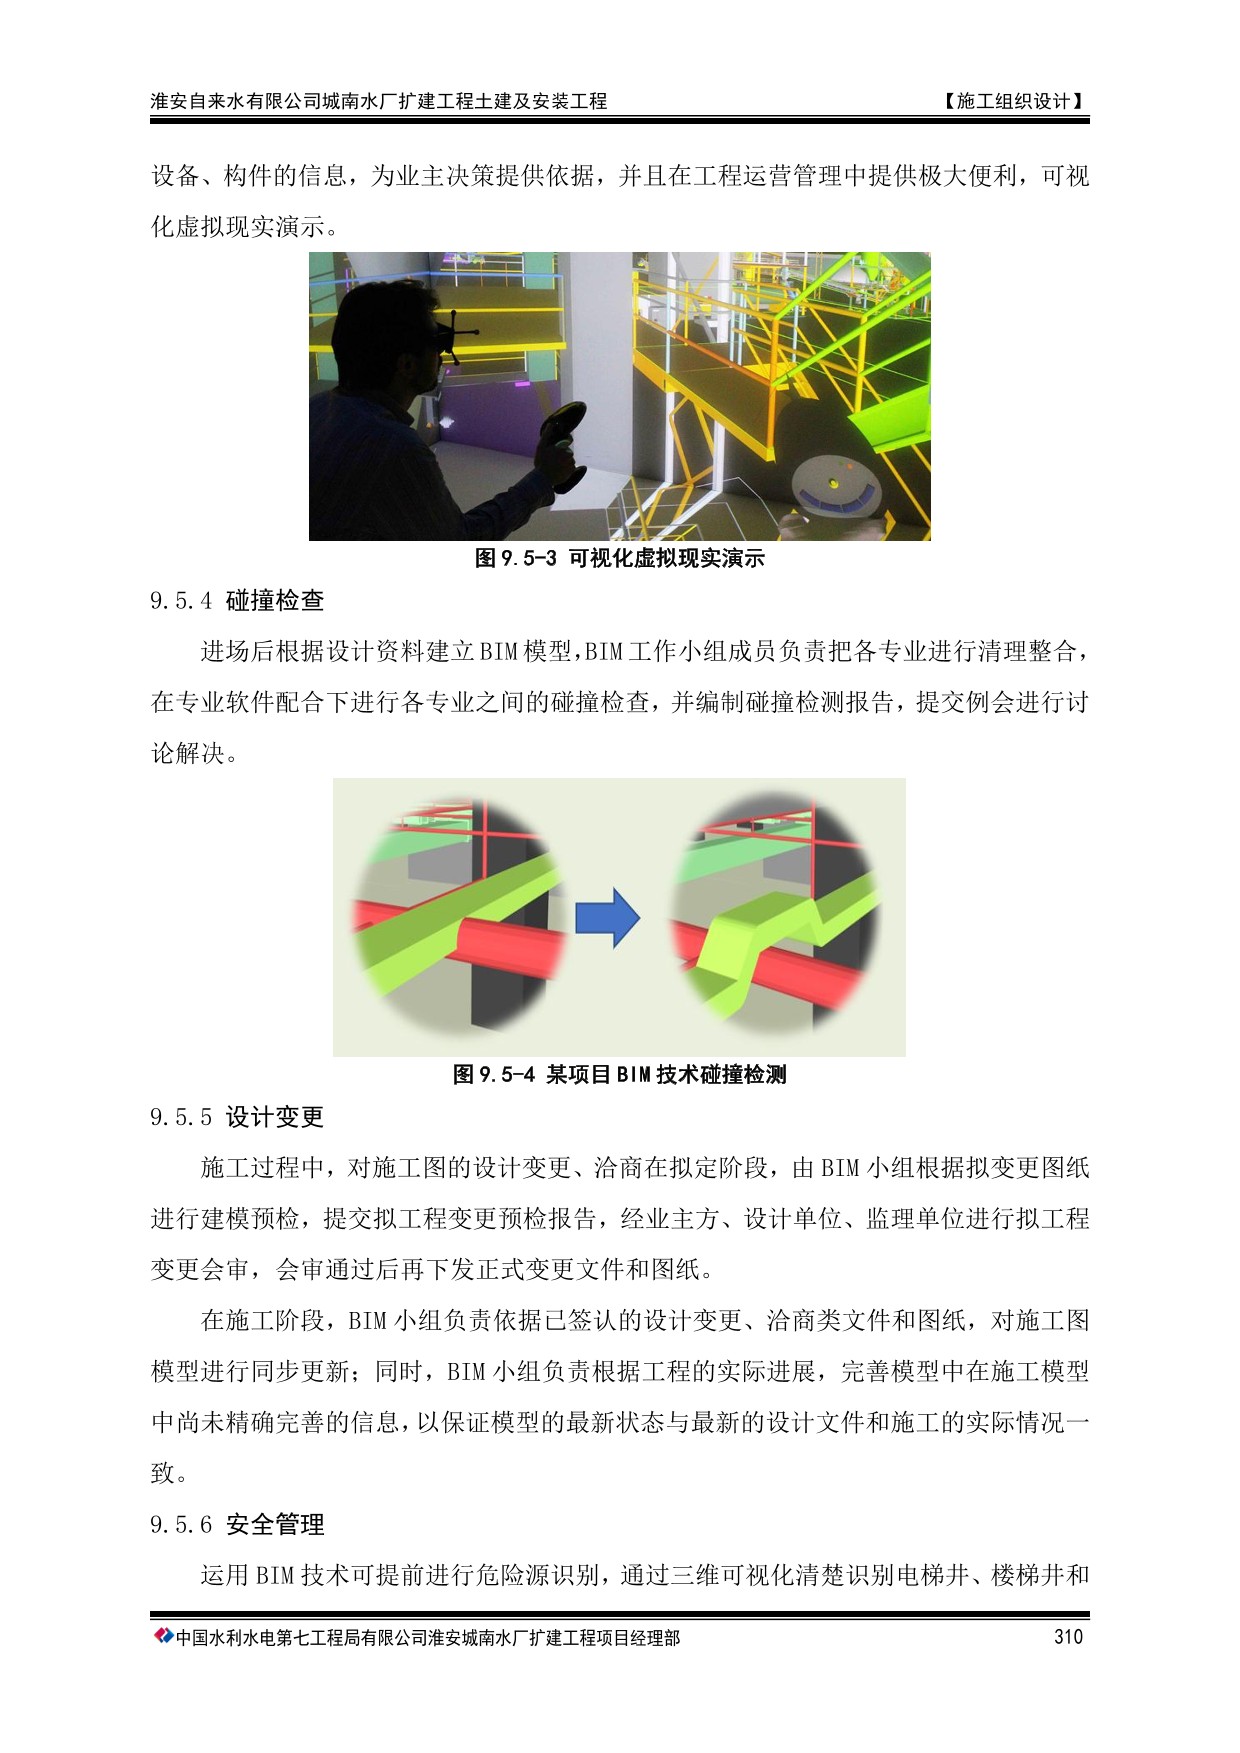 淮安自来水有限公司城南水厂扩建工程土建及安装工程 【施工组织设计】
设备、构件的信息，为业主决策提供依据，并且在工程运营管理中提供极大便利，可视
化虚拟现实演示。
图 9.5-3 可视化虚拟现实演示
9.5.4 碰撞检查
进场后根据设计资料建立 BIM 模型，BIM 工作小组成员负责把各专业进行清理整合，
在专业软件配合下进行各专业之间的碰撞检查，并编制碰撞检测报告，提交例会进行讨
论解决。
图 9.5-4 某项目 BIM 技术碰撞检测
9.5.5 设计变更
施工过程中，对施工图的设计变更、洽商在拟定阶段，由 BIM 小组根据拟变更图纸
进行建模预检，提交拟工程变更预检报告，经业主方、设计单位、监理单位进行拟工程
变更会审，会审通过后再下发正式变更文件和图纸。
在施工阶段，BIM 小组负责依据已签认的设计变更、洽商类文件和图纸，对施工图
模型进行同步更新；同时，BIM 小组负责根据工程的实际进展，完善模型中在施工模型
中尚未精确完善的信息，以保证模型的最新状态与最新的设计文件和施工的实际情况一
致。
9.5.6 安全管理
运用 BIM 技术可提前进行危险源识别，通过三维可视化清楚识别电梯井、楼梯井和
中国水利水电第七工程局有限公司淮安城南水厂扩建工程项目经理部 310